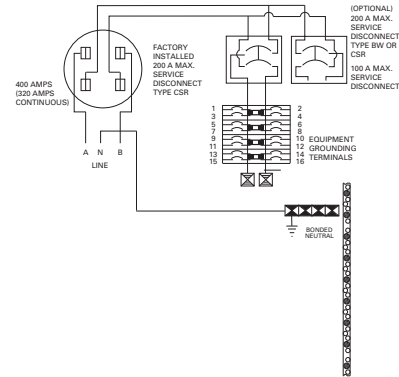 (OPTIONAL)
200 A MAX.
SERVICE
DISCONNECT
TYPE BW OR
CSR
100 A MAX.
SERVICE
DISCONNECT
FACTORY
INSTALLED
200 A MAX.
SERVICE
DISCONNECT
TYPE CSR
400 AMPS
(320 AMPS
CONTINUOUS)
A N B
LINE
1 2
3 4
5 6
7 8
9 10
11 12
13 14
15 16
EQUIPMENT
GROUNDING
TERMINALS
BONDED
NEUTRAL